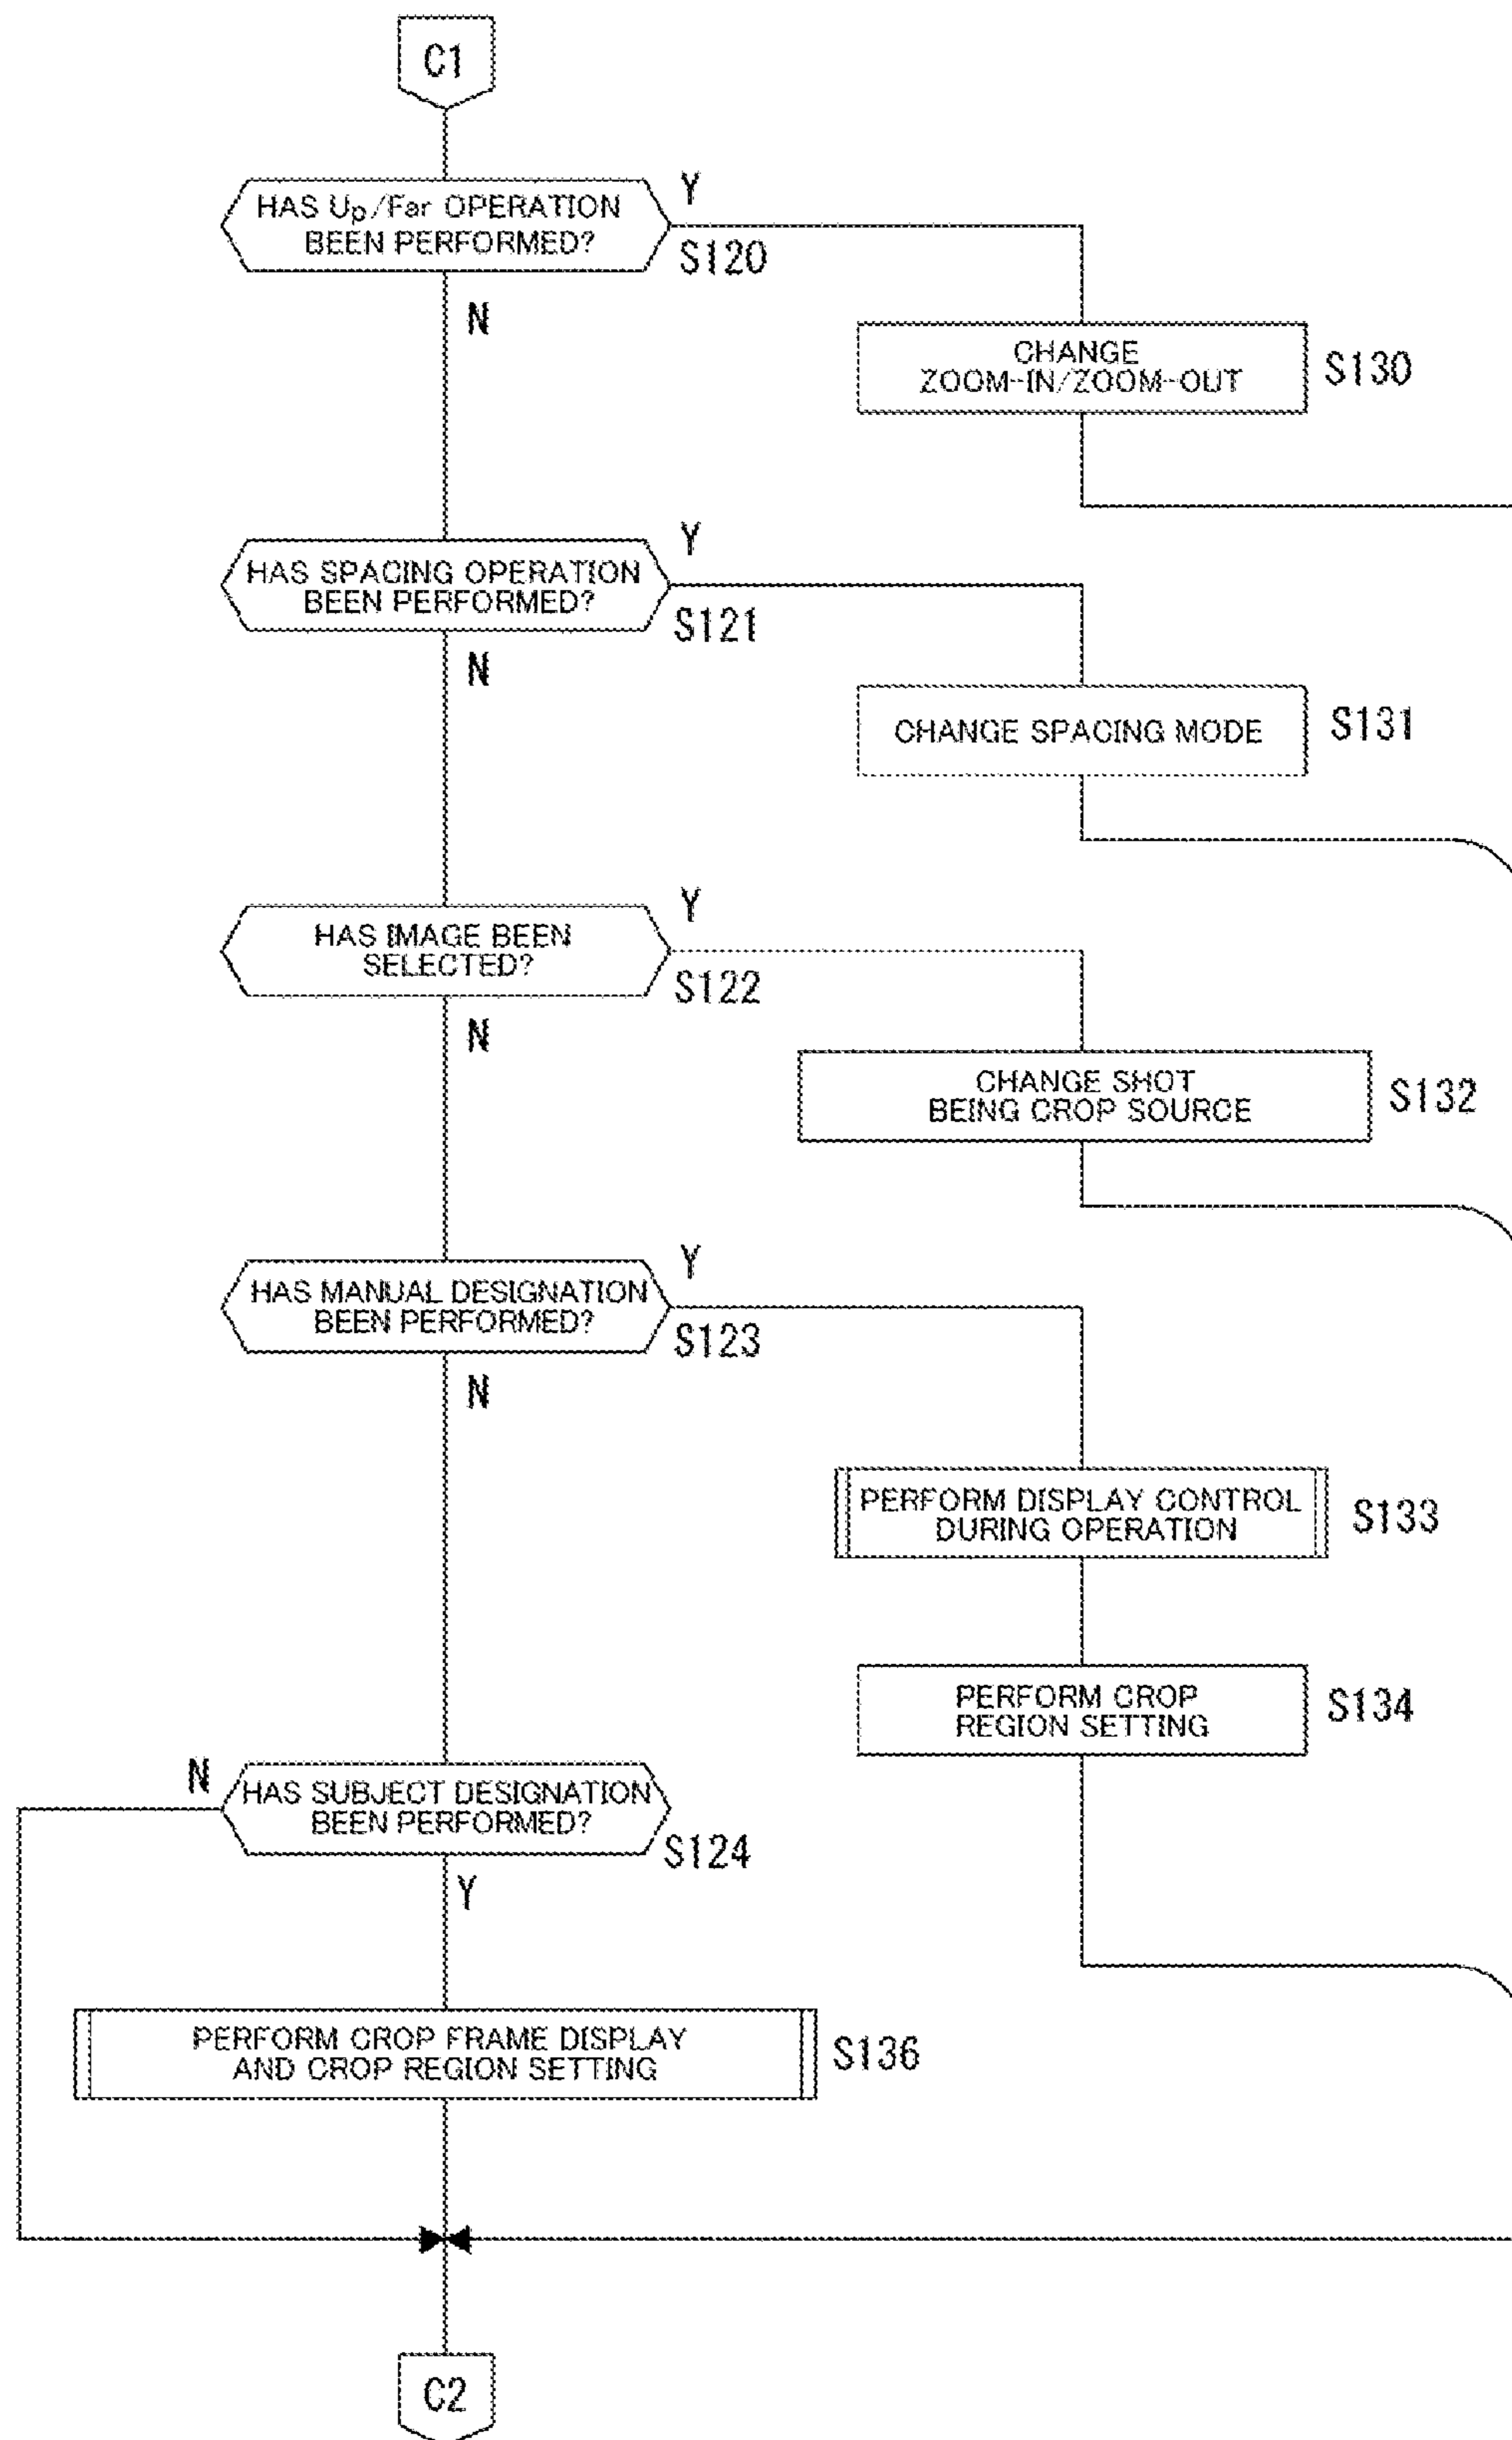 C1
HAS Up/Far OPERATION
BEEN PERFORMED?
Y
S120
N
CHANGE
ZOOM-IN/ZOOM-OUT
S130
HAS SPACING OPERATION
BEEN PERFORMED?
Y
S121
N
CHANGE SPACING MODE
S131
HAS IMAGE BEEN
SELECTED?
Y
S122
N
CHANGE SHOT
BEING CROP SOURCE
S132
HAS MANUAL DESIGNATION
BEEN PERFORMED?
Y
S123
N
PERFORM DISPLAY CONTROL
DURING OPERATION
S133
PERFORM CROP
REGION SETTING
S134
N
HAS SUBJECT DESIGNATION
BEEN PERFORMED?
S124
Y
PERFORM CROP FRAME DISPLAY
AND CROP REGION SETTING
S136
C2